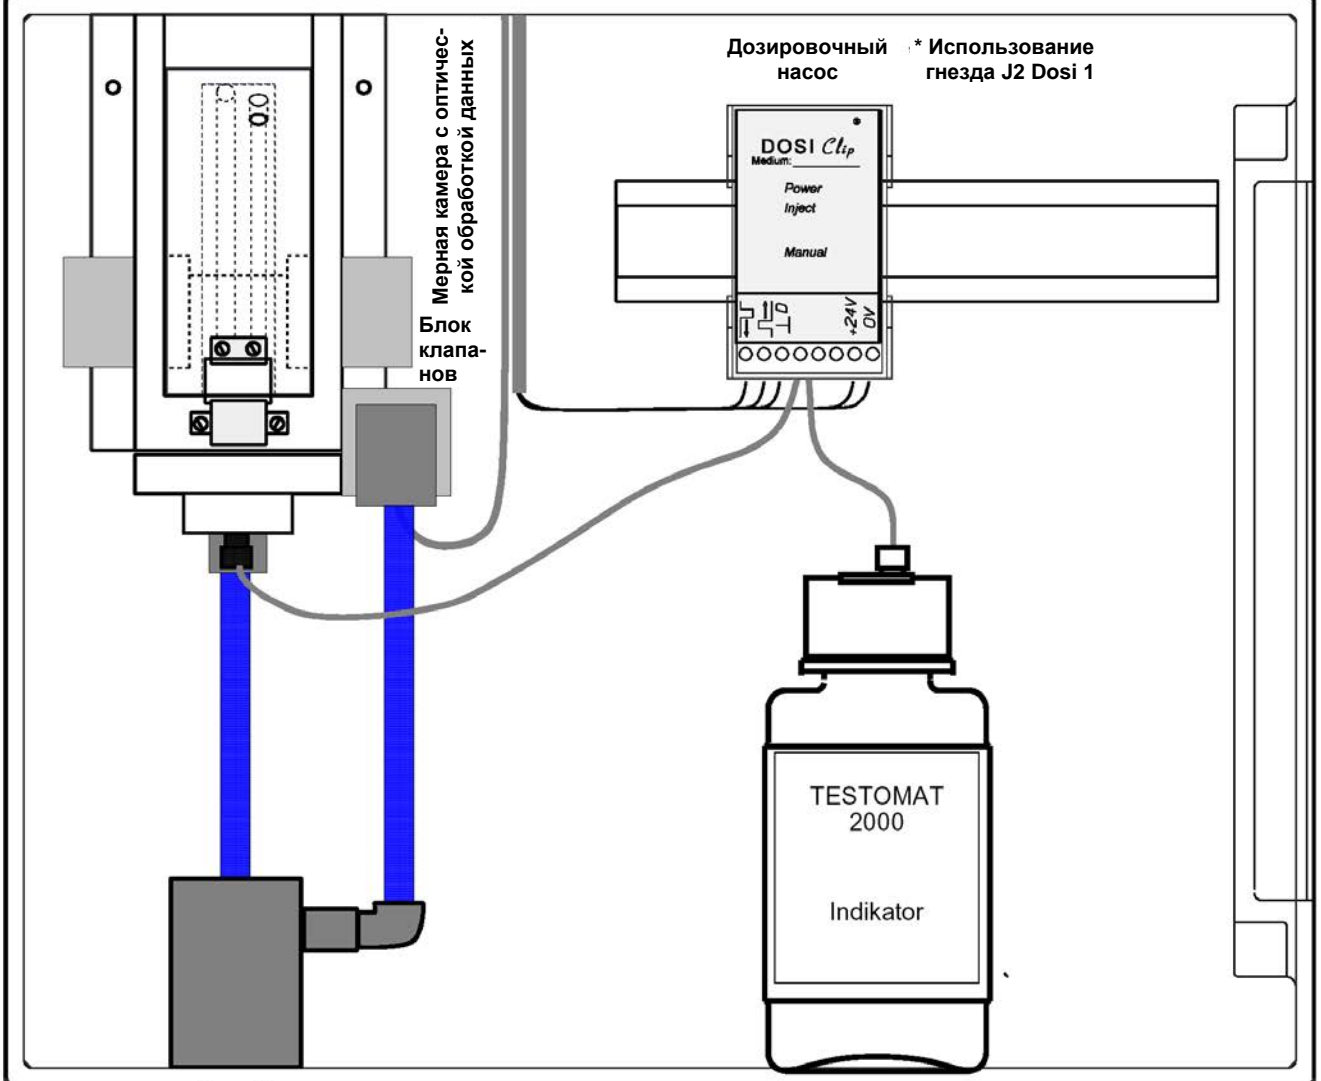 Мерная камера с оптичес-
кой обработкой данных
Блок
клапа-
нов
Дозировочный
насос
* Использование
гнезда J2 Dosi 1
DOSI Clip
Medium:
Power
Inject
Manual
+24V
0V
TESTOMAT
2000
Indikator